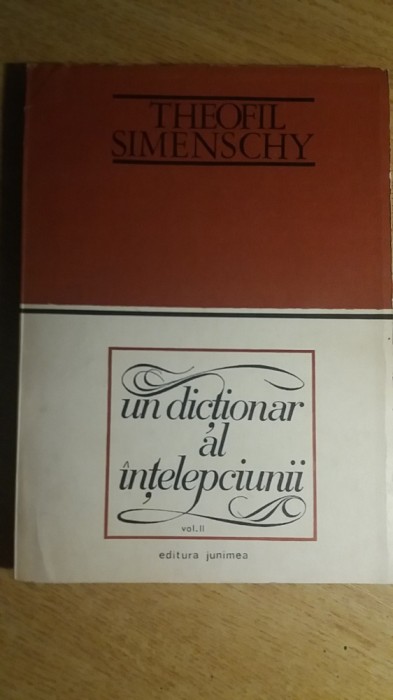 THEOFIL
SIMENSCHY
un dicționar
al
înțelepciunii
vol. II
editura junimea